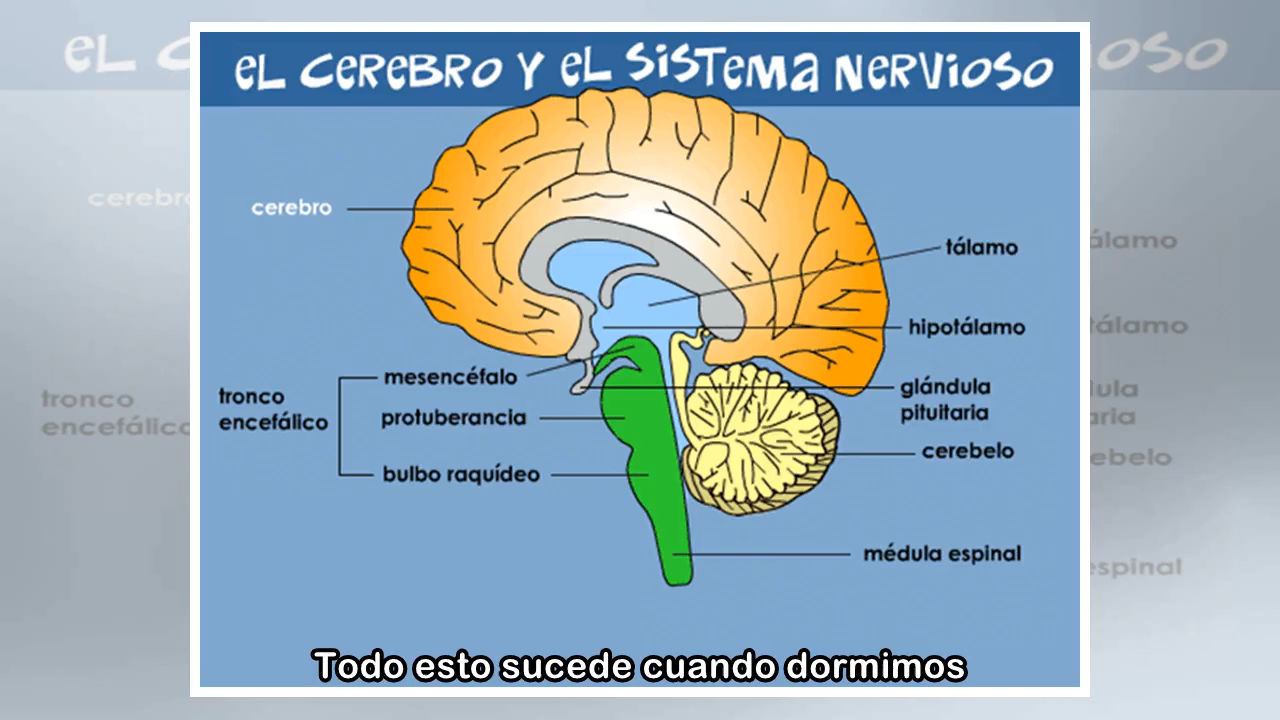 EL CEREBRO Y EL SISTEMA NERVIOSO
cerebro
tálamo
hipotálamo
mesencéfalo
glándula
pituitaria
tronco
encefálico
protuberancia
cerebelo
bulbo raquídeo
médula espinal
Todo esto sucede cuando dormimos